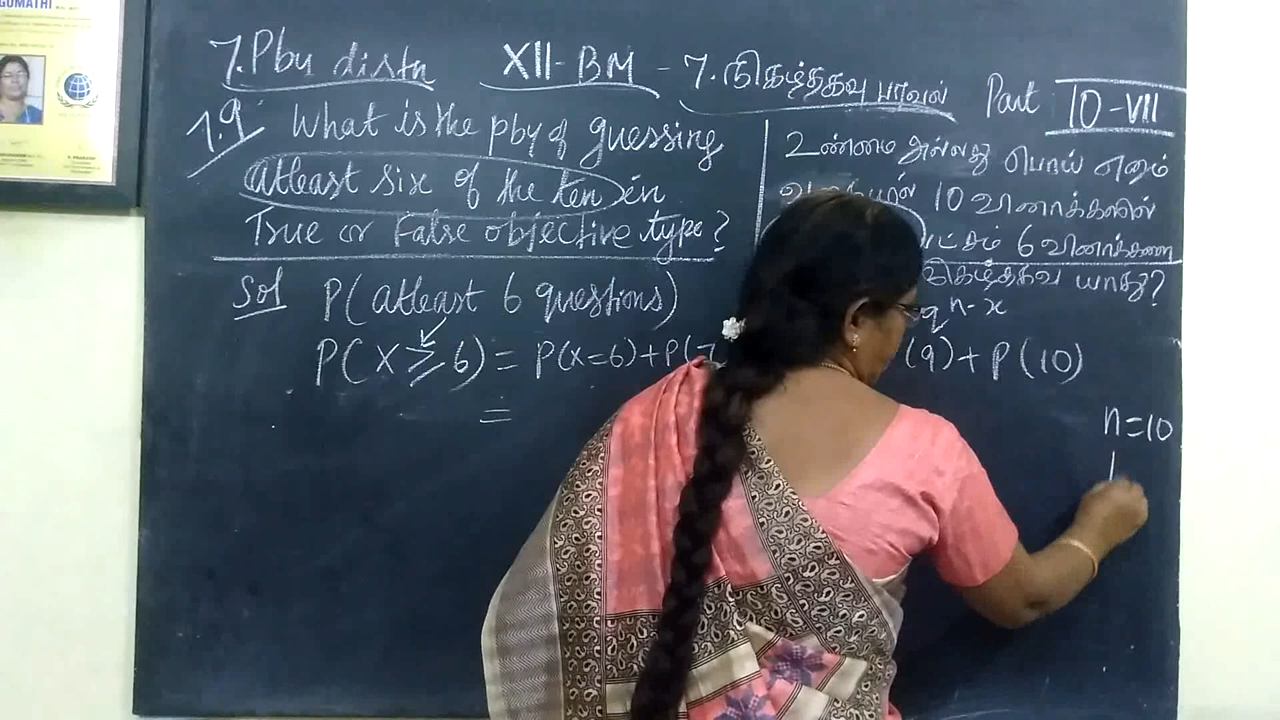 GOMATHI
7. Pby distn XII-BM - 7. நிகழ்தகவு பரவல் Part 10-VII
7.9 What is the pby of guessing
atleast six of the ten in
True or False objective type?
உண்மை அல்லது பொய் எனும்
10 வினாக்களில்
6 வினாக்களை
நிகழ்தகவு யாது?
Sol P(atleast 6 questions)
q^n-x
P(X ≥ 6) = P(x=6) + P(7 (9) + P(10)
=
n=10